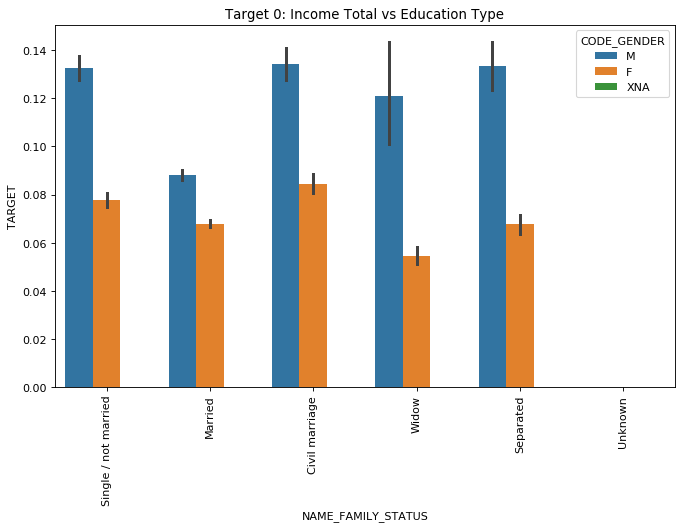 Target 0: Income Total vs Education Type
CODE_GENDER
M
F
XNA
TARGET
0.14
0.12
0.10
0.08
0.06
0.04
0.02
0.00
Single / not married
Married
Civil marriage
Widow
Separated
Unknown
NAME_FAMILY_STATUS